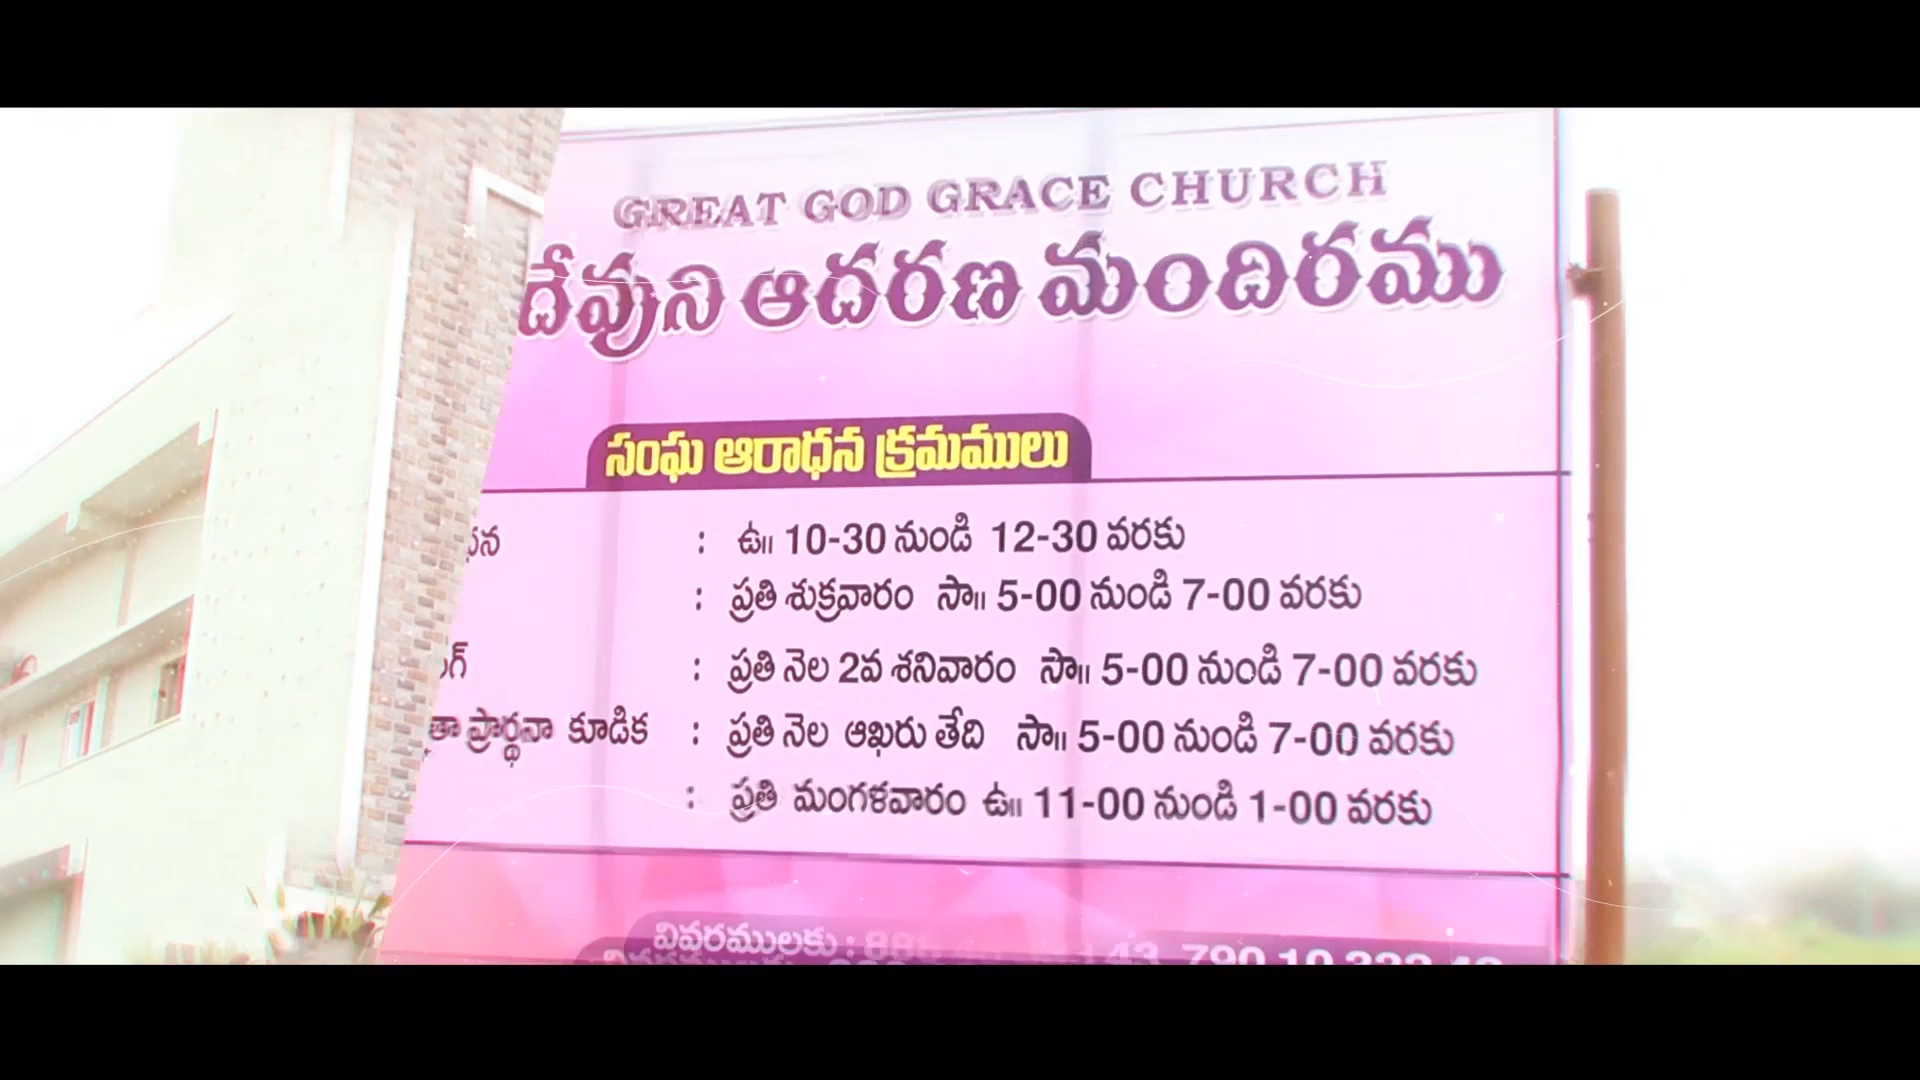 GREAT GOD GRACE CHURCH
దేవుని ఆదరణ మందిరము
సంఘ ఆరాధన క్రమములు
: ఉ॥ 10-30 నుండి 12-30 వరకు
: ప్రతి శుక్రవారం సా॥ 5-00 నుండి 7-00 వరకు
: ప్రతి నెల 2వ శనివారం సా॥ 5-00 నుండి 7-00 వరకు
ప్రార్థనా కూడిక : ప్రతి నెల ఆఖరు తేది సా॥ 5-00 నుండి 7-00 వరకు
: ప్రతి మంగళవారం ఉ॥ 11-00 నుండి 1-00 వరకు
వివరములకు :